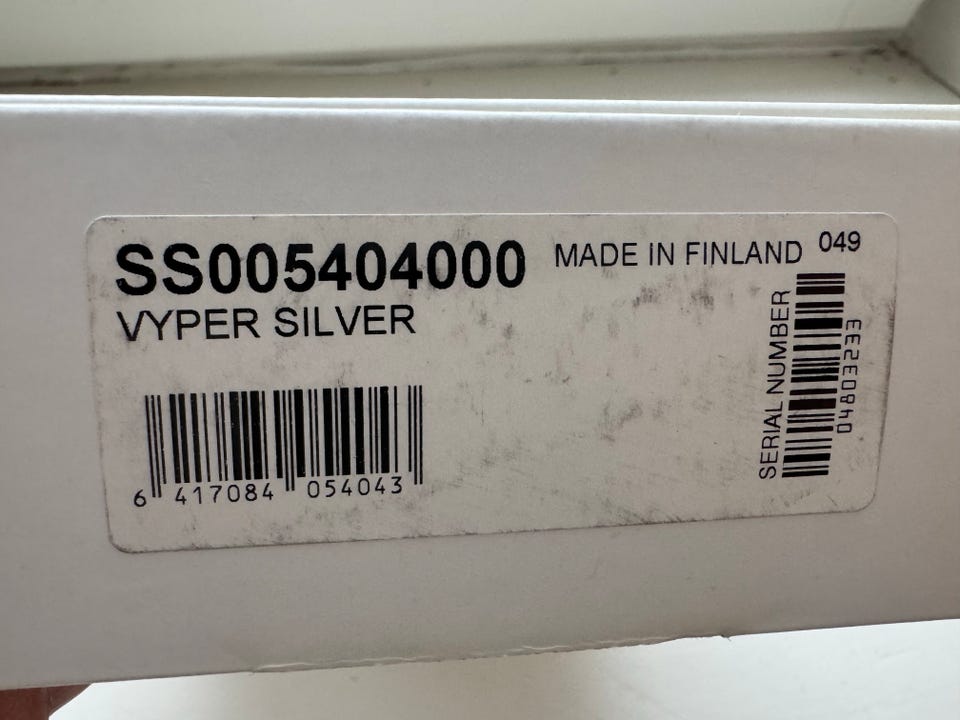 SS005404000
VYPER SILVER
MADE IN FINLAND
049
6 417084 054043
SERIAL NUMBER
04803233